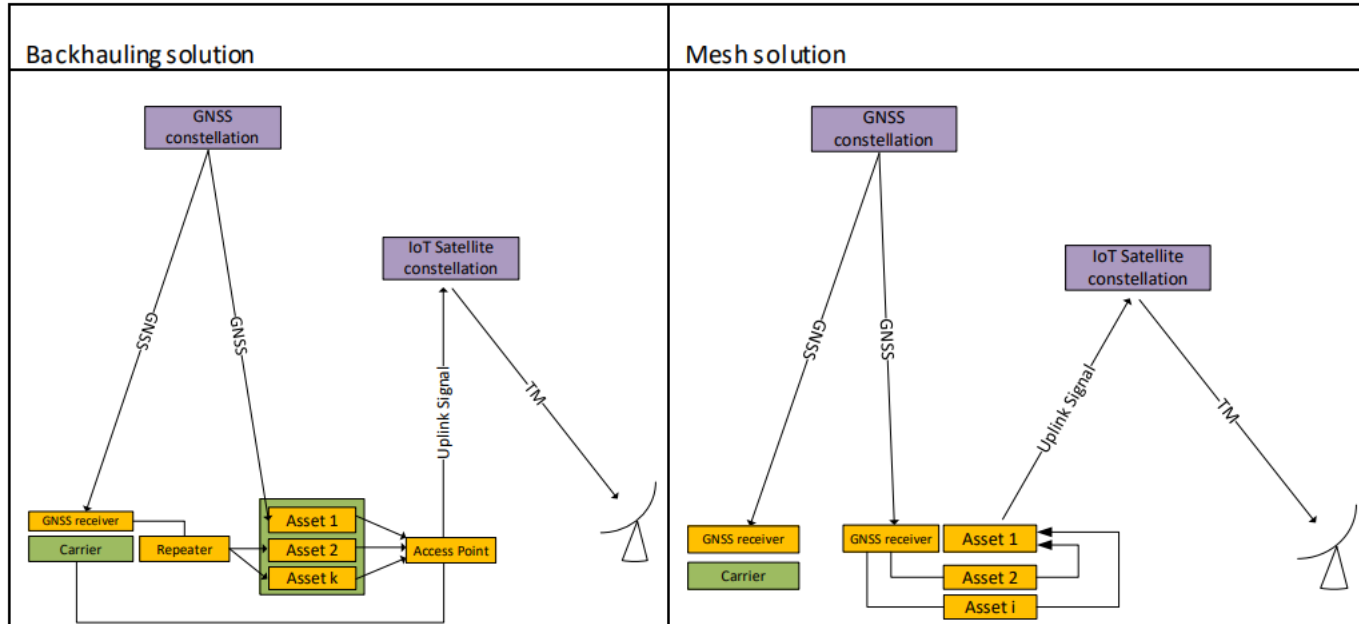 Backhauling solution
GNSS
constellation
IoT Satellite
constellation
GNSS
GNSS
Uplink Signal
TM
GNSS receiver
Carrier
Repeater
Asset 1
Asset 2
Asset k
Access Point
Mesh solution
GNSS
constellation
IoT Satellite
constellation
GNSS
GNSS
Uplink Signal
TM
GNSS receiver
Carrier
GNSS receiver
Asset 1
Asset 2
Asset i